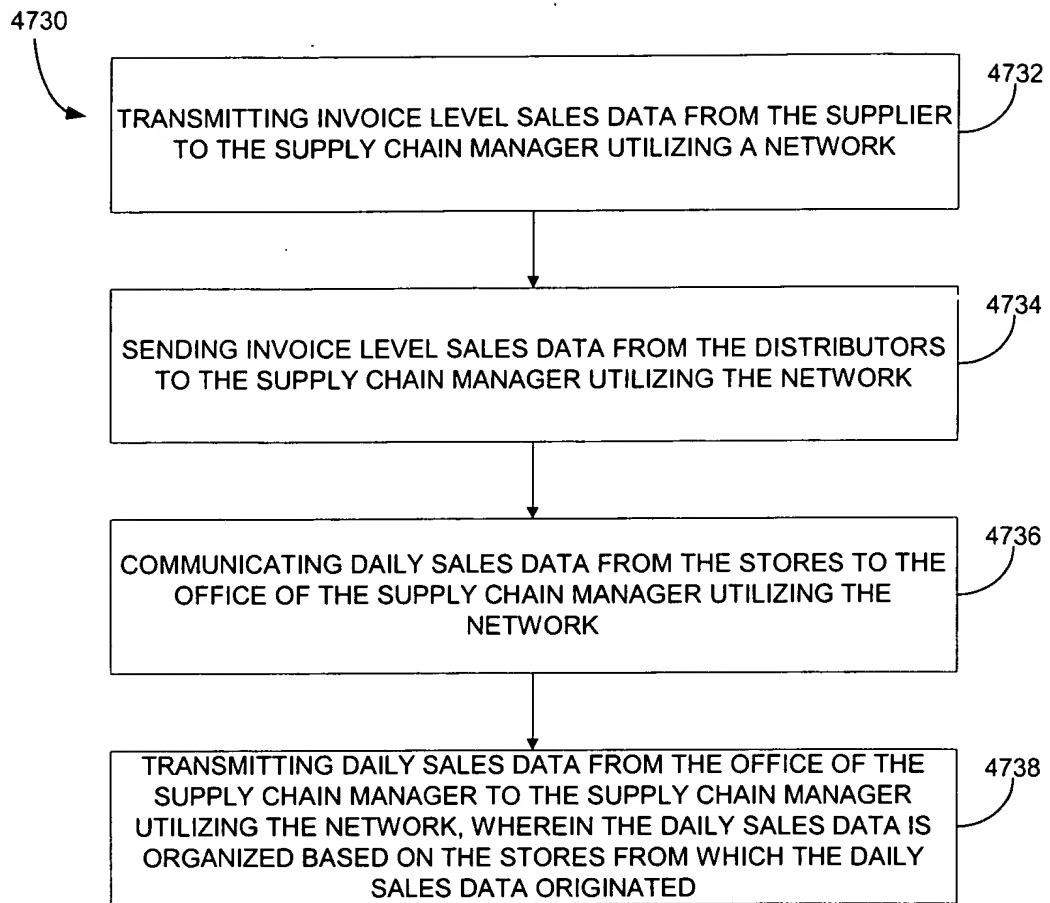 4730
4732
TRANSMITTING INVOICE LEVEL SALES DATA FROM THE SUPPLIER
TO THE SUPPLY CHAIN MANAGER UTILIZING A NETWORK
4734
SENDING INVOICE LEVEL SALES DATA FROM THE DISTRIBUTORS
TO THE SUPPLY CHAIN MANAGER UTILIZING THE NETWORK
4736
COMMUNICATING DAILY SALES DATA FROM THE STORES TO THE
OFFICE OF THE SUPPLY CHAIN MANAGER UTILIZING THE
NETWORK
4738
TRANSMITTING DAILY SALES DATA FROM THE OFFICE OF THE
SUPPLY CHAIN MANAGER TO THE SUPPLY CHAIN MANAGER
UTILIZING THE NETWORK, WHEREIN THE DAILY SALES DATA IS
ORGANIZED BASED ON THE STORES FROM WHICH THE DAILY
SALES DATA ORIGINATED